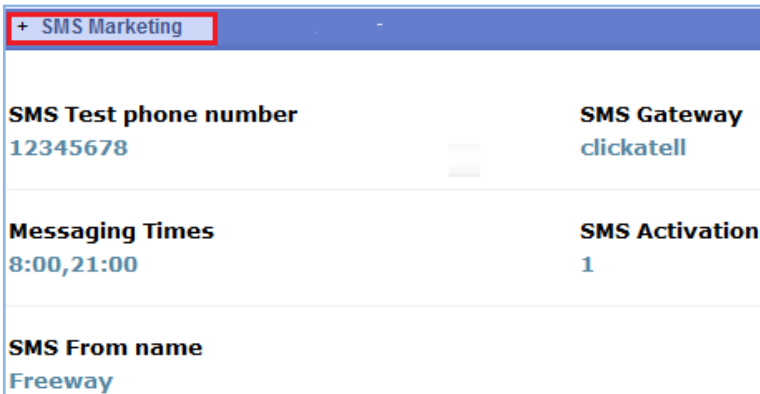 + SMS Marketing
SMS Test phone number
12345678
SMS Gateway
clickatell
Messaging Times
8:00,21:00
SMS Activation
1
SMS From name
Freeway